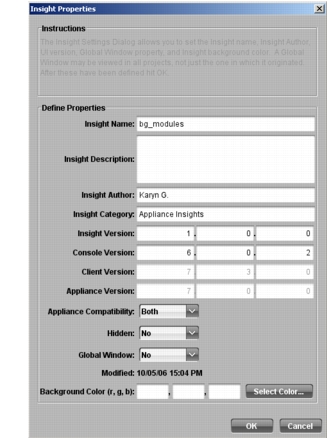 Insight Properties
Instructions
The Insight Settings Dialog allows you to set the Insight name, Insight Author,
UI version, Global Window property, and Insight background color. A Global
Window may be viewed in all projects, not just the one in which it originated.
After these have been defined hit OK.
Define Properties
Insight Name: bg_modules
Insight Description:
Insight Author: Karyn G.
Insight Category: Appliance Insights
Insight Version: 1 . 0 . 0
Console Version: 6 . 0 . 2
Client Version: 7 . 3 . 0
Appliance Version: 7 . 0 . 0
Appliance Compatibility: Both
Hidden: No
Global Window: No
Modified: 10/05/06 15:04 PM
Background Color (r, g, b): , , Select Color...
OK Cancel